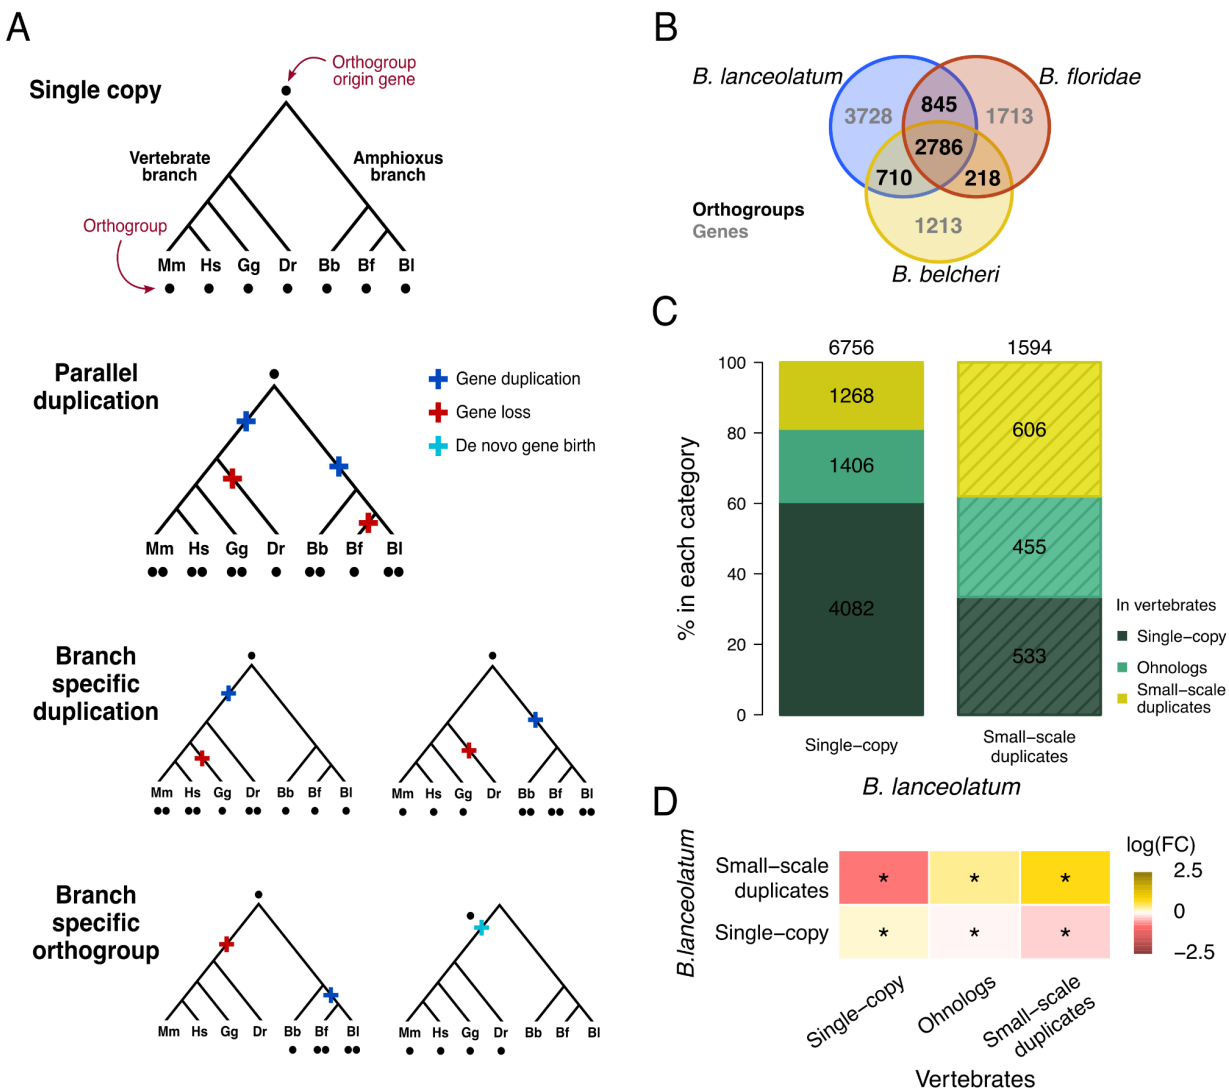 A
Single copy
Orthogroup
origin gene
Vertebrate
branch
Amphioxus
branch
Orthogroup
Mm Hs Gg Dr Bb Bf Bl
Parallel
duplication
Gene duplication
Gene loss
De novo gene birth
Mm Hs Gg Dr Bb Bf Bl
Branch
specific
duplication
Mm Hs Gg Dr Bb Bf Bl
Mm Hs Gg Dr Bb Bf Bl
Branch
specific
orthogroup
Mm Hs Gg Dr Bb Bf Bl
Mm Hs Gg Dr Bb Bf Bl
B
B. lanceolatum
B. floridae
3728
845
1713
2786
710
218
1213
Orthogroups
Genes
B. belcheri
C
6756
1594
% in each category
100
80
60
40
20
0
1268
1406
4082
606
455
533
In vertebrates
Single−copy
Ohnologs
Small−scale
duplicates
Single−copy
Small−scale
duplicates
B. lanceolatum
D
B.lanceolatum
Small−scale
duplicates
* * *
Single−copy
* * *
log(FC)
2.5
0
−2.5
Single−copy
Ohnologs
Small−scale
duplicates
Vertebrates